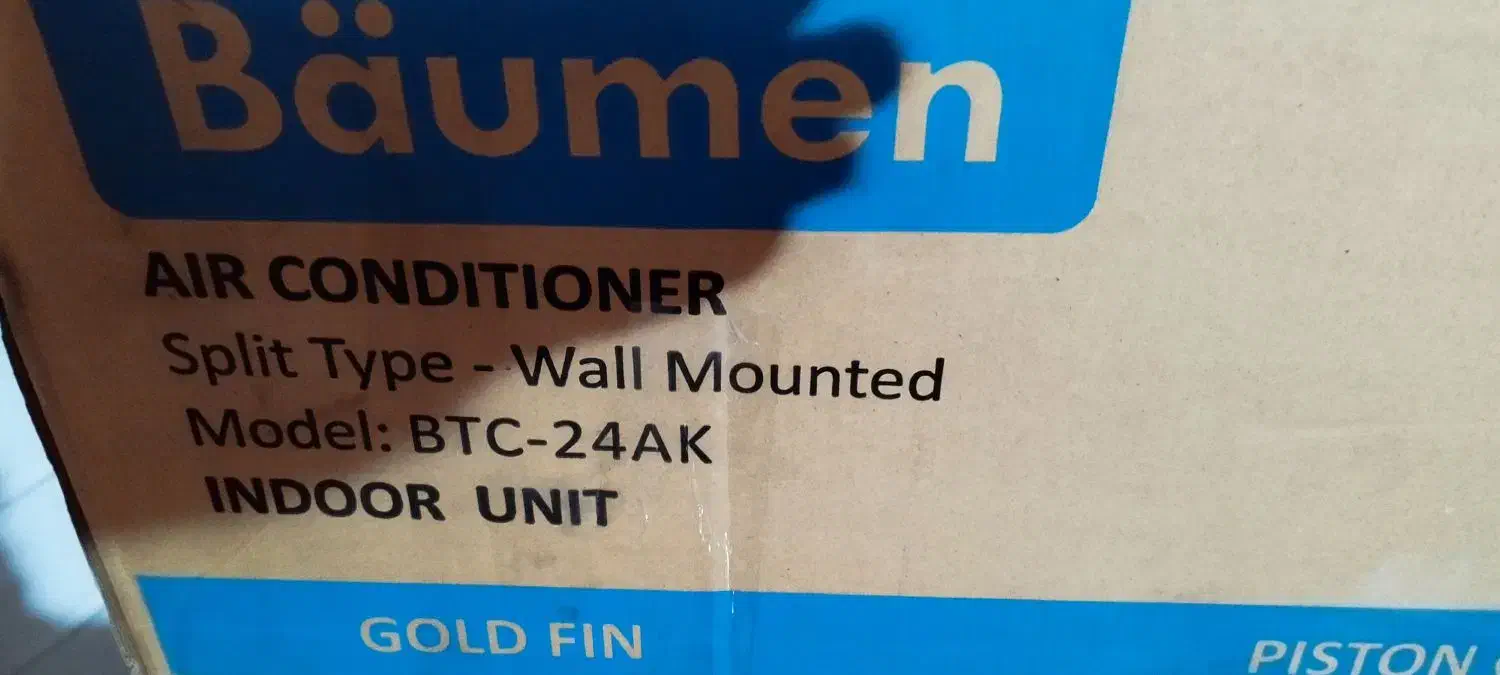 Bäumen
AIR CONDITIONER
Split Type - Wall Mounted
Model: BTC-24AK
INDOOR UNIT
GOLD FIN
PISTON